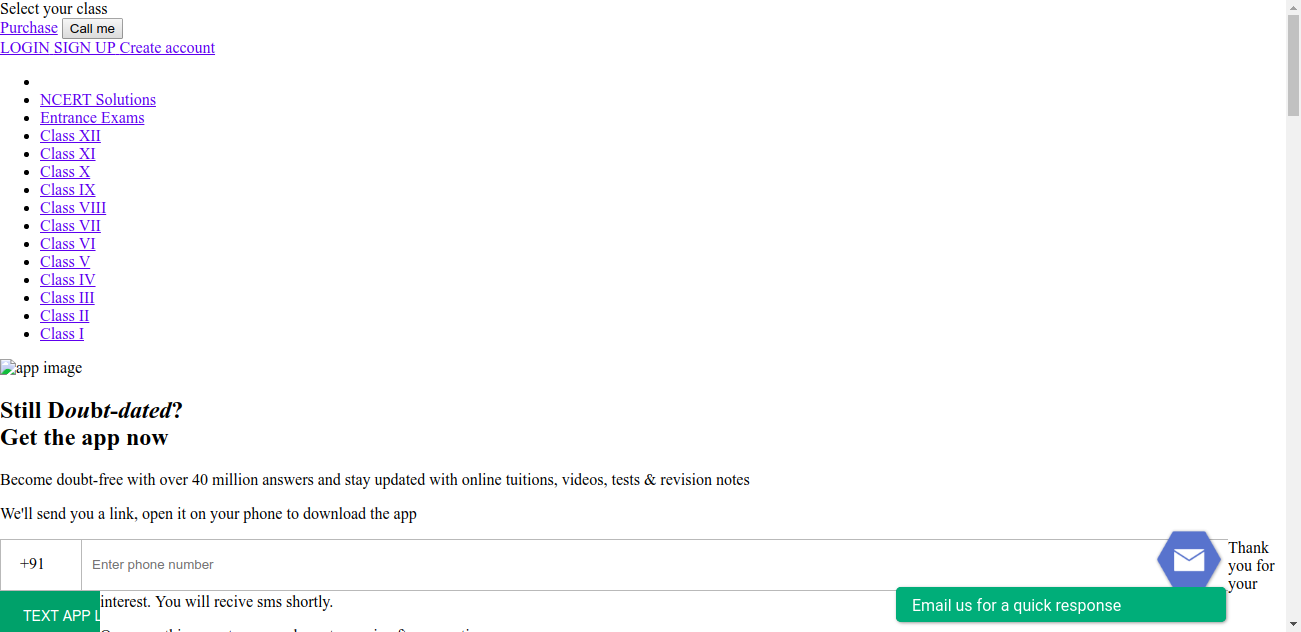 Select your class
Purchase Call me
LOGIN SIGN UP Create account
NCERT Solutions
Entrance Exams
Class XII
Class XI
Class X
Class IX
Class VIII
Class VII
Class VI
Class V
Class IV
Class III
Class II
Class I
app image
Still Doubt-dated?
Get the app now
Become doubt-free with over 40 million answers and stay updated with online tuitions, videos, tests & revision notes
We'll send you a link, open it on your phone to download the app
+91 Enter phone number
Thank
you for
your
interest. You will recive sms shortly.
TEXT APP L
Email us for a quick response